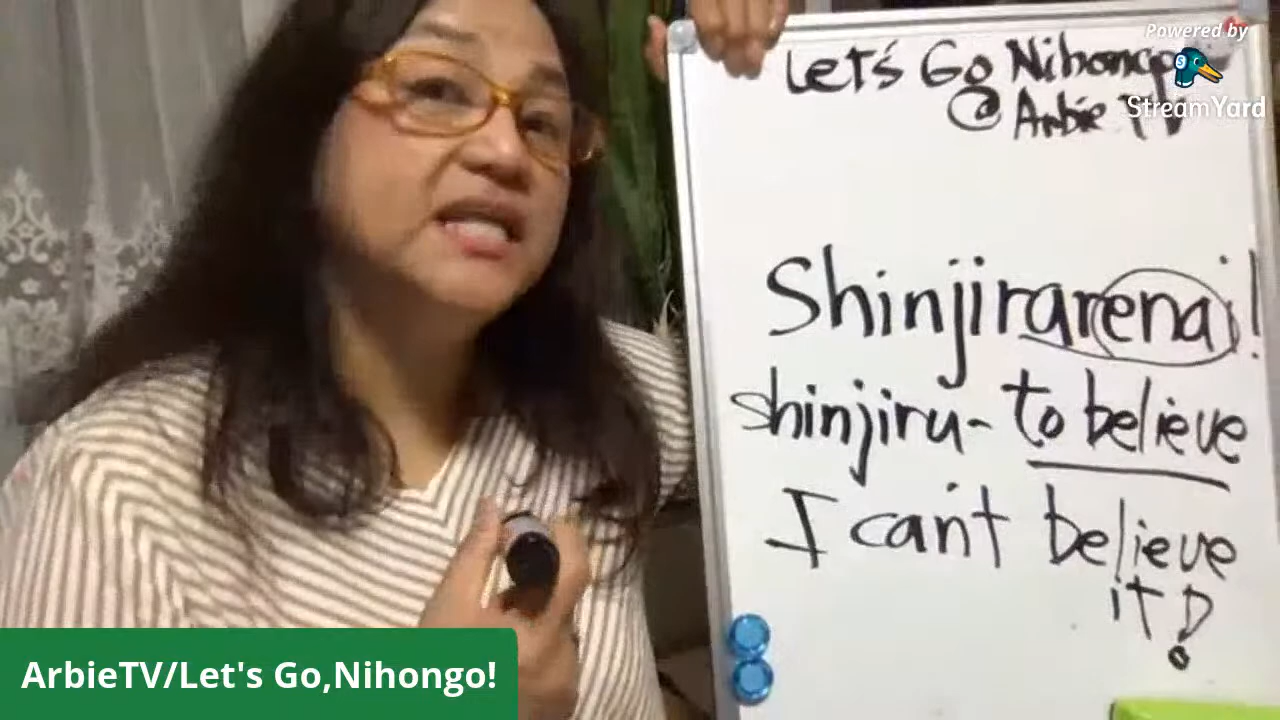 Powered by
StreamYard
Let's Go Nihongo
@ Arbie TV
Shinjirarenai!
shinjiru- to believe
I can't believe
it!
ArbieTV/Let's Go,Nihongo!